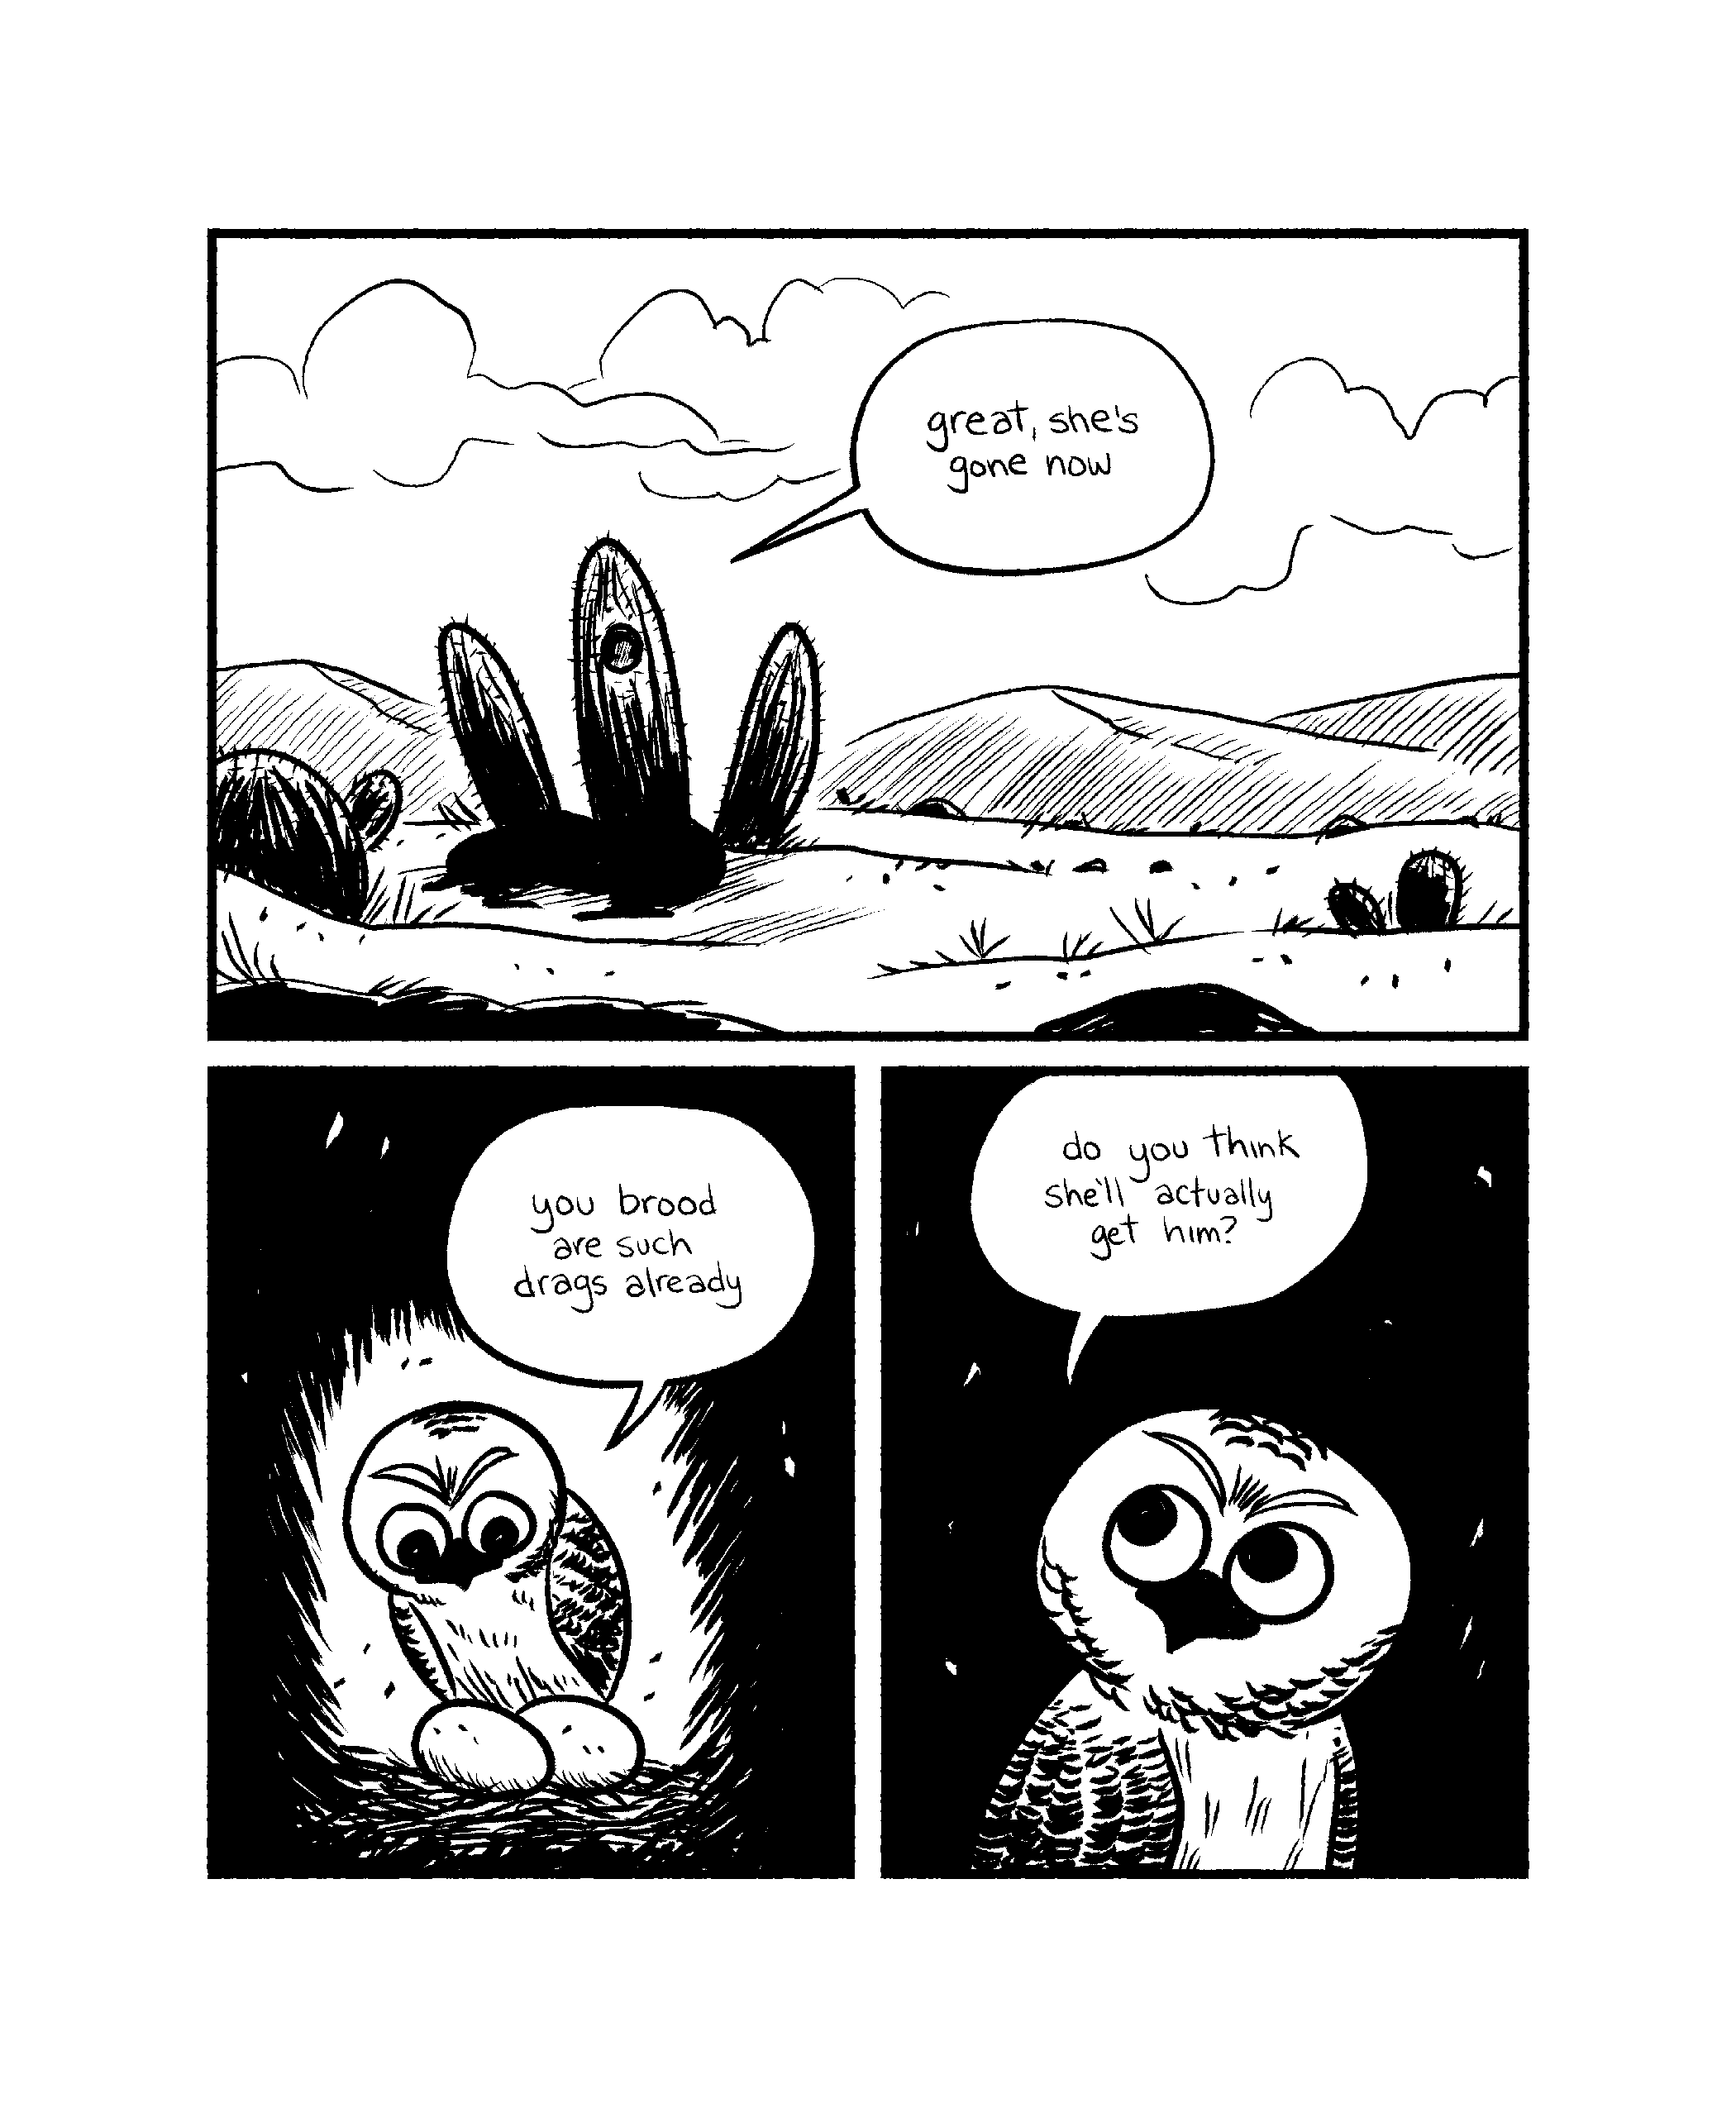 great, she's
gone now
you brood
are such
drags already
do you think
she'll actually
get him?